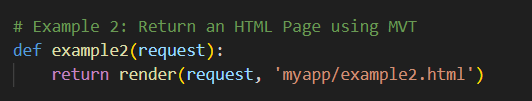 # Example 2: Return an HTML Page using MVT
def example2(request):
    return render(request, 'myapp/example2.html')